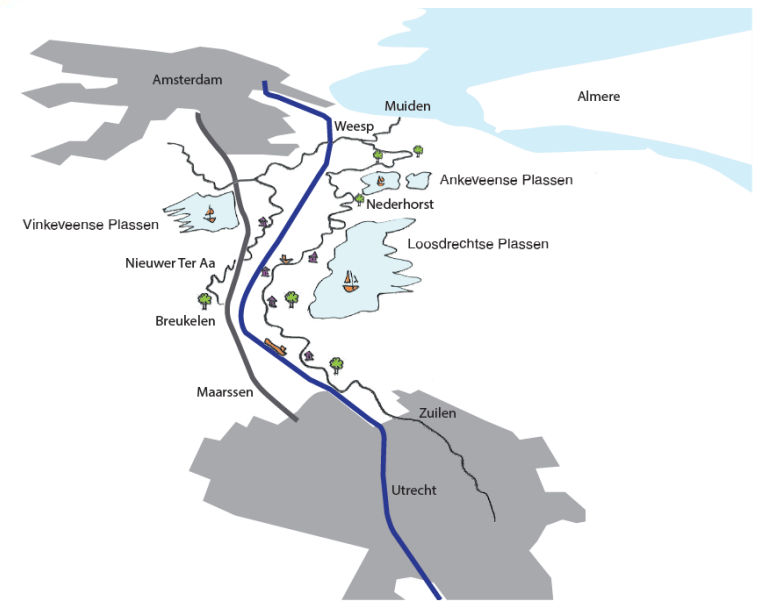 Amsterdam
Almere
Muiden
Weesp
Ankeveense Plassen
Nederhorst
Vinkeveense Plassen
Loosdrechtse Plassen
Nieuwer Ter Aa
Breukelen
Maarssen
Zuilen
Utrecht